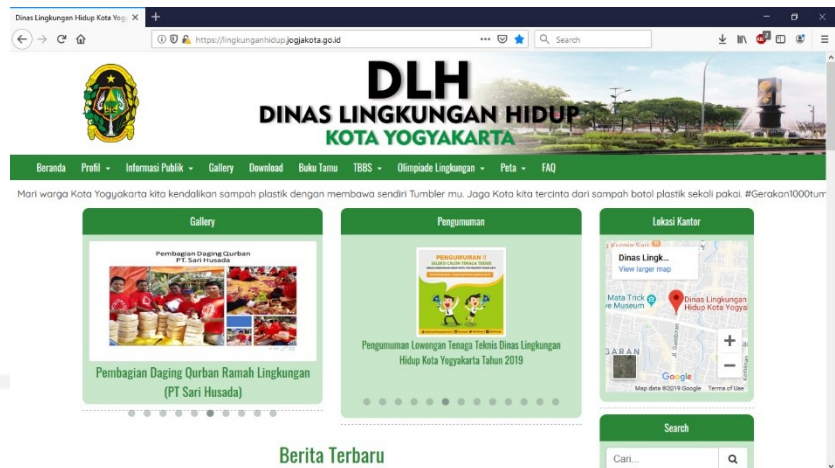 Dinas Lingkungan Hidup Kota Yog
https://lingkunganhidup.jogjakota.go.id
Search
DLH
DINAS LINGKUNGAN HIDUP
KOTA YOGYAKARTA
Beranda Profil Informasi Publik Gallery Download Buku Tamu TBBS Olimpiade Lingkungan Peta FAQ
Mari warga Kota Yogyakarta kita kendalikan sampah plastik dengan membawa sendiri Tumbler mu. Jaga Kota kita tercinta dari sampah botol plastik sekali pakai. #Gerakan1000tum
Gallery
Pembagian Daging Qurban
PT. Sari Husada
Pembagian Daging Qurban Ramah Lingkungan
(PT Sari Husada)
Pengumuman
PENGUMUMAN !!
SELEKSI CALON TENAGA TEKNIS
Pengumuman Lowongan Tenaga Teknis Dinas Lingkungan
Hidup Kota Yogyakarta Tahun 2019
Lokasi Kantor
Dinas Lingk...
View larger map
Mata Trick
Eye Museum
Dinas Lingkungan
Hidup Kota Yogya
GARAN
Google
Map data ©2019 Google Terms of Use
Search
Cari...
Berita Terbaru